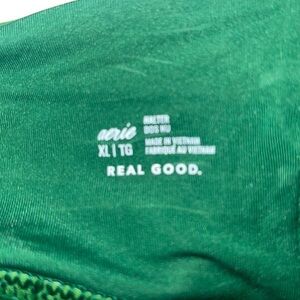 aerie
XL | TG
HALTER
DOS NU
MADE IN VIETNAM
FABRIQUÉ AU VIETNAM
REAL GOOD.